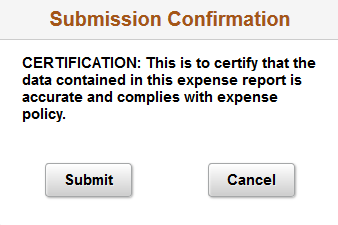 Submission Confirmation
CERTIFICATION: This is to certify that the
data contained in this expense report is
accurate and complies with expense
policy.
Submit
Cancel